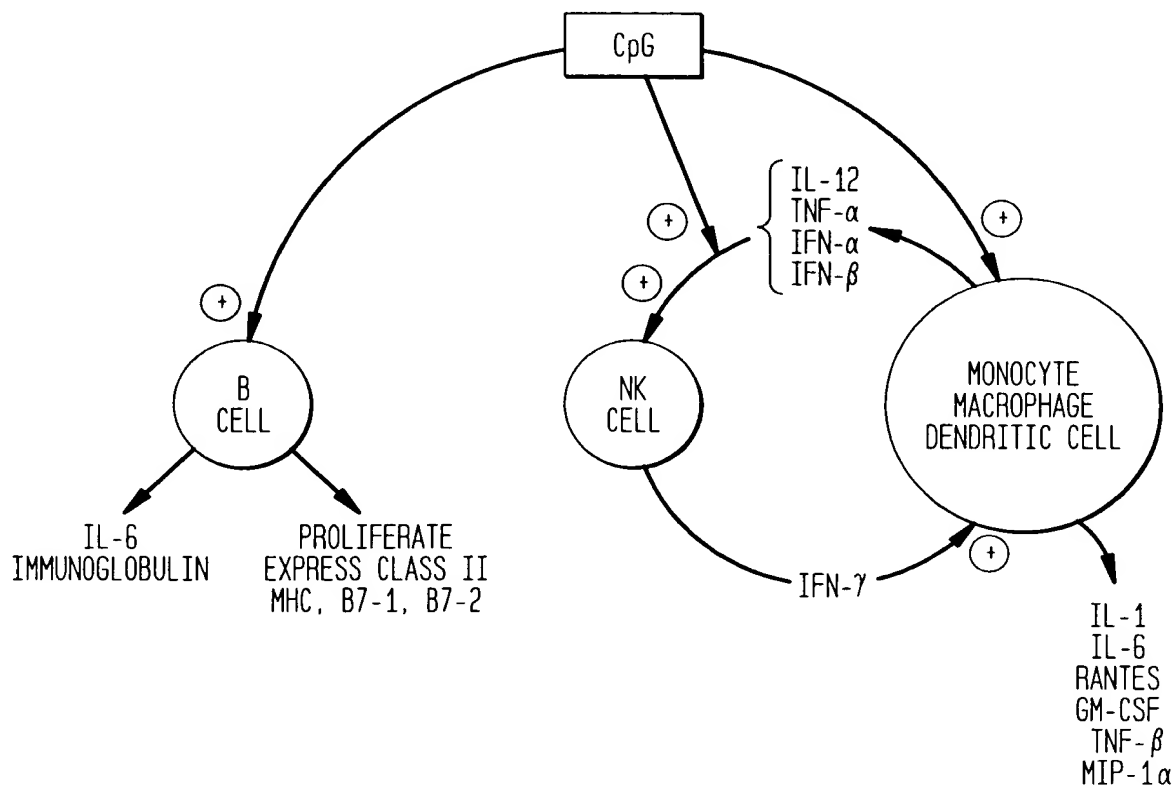 CpG
IL-12
TNF-α
IFN-α
IFN-β
+
+
+
+
B
CELL
NK
CELL
MONOCYTE
MACROPHAGE
DENDRITIC CELL
IL-6
IMMUNOGLOBULIN
PROLIFERATE
EXPRESS CLASS II
MHC, B7-1, B7-2
+
IFN-γ
IL-1
IL-6
RANTES
GM-CSF
TNF-β
MIP-1α